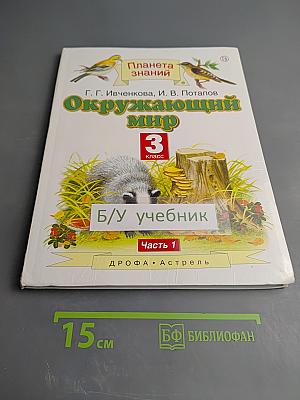 Планета
знаний
Г. Г. Ивченкова, И. В. Потапов
Окружающий
мир
3
класс
Б/У учебник
Часть 1
ДРОФА • Астрель
15 см
БФ БИБЛИОФАН